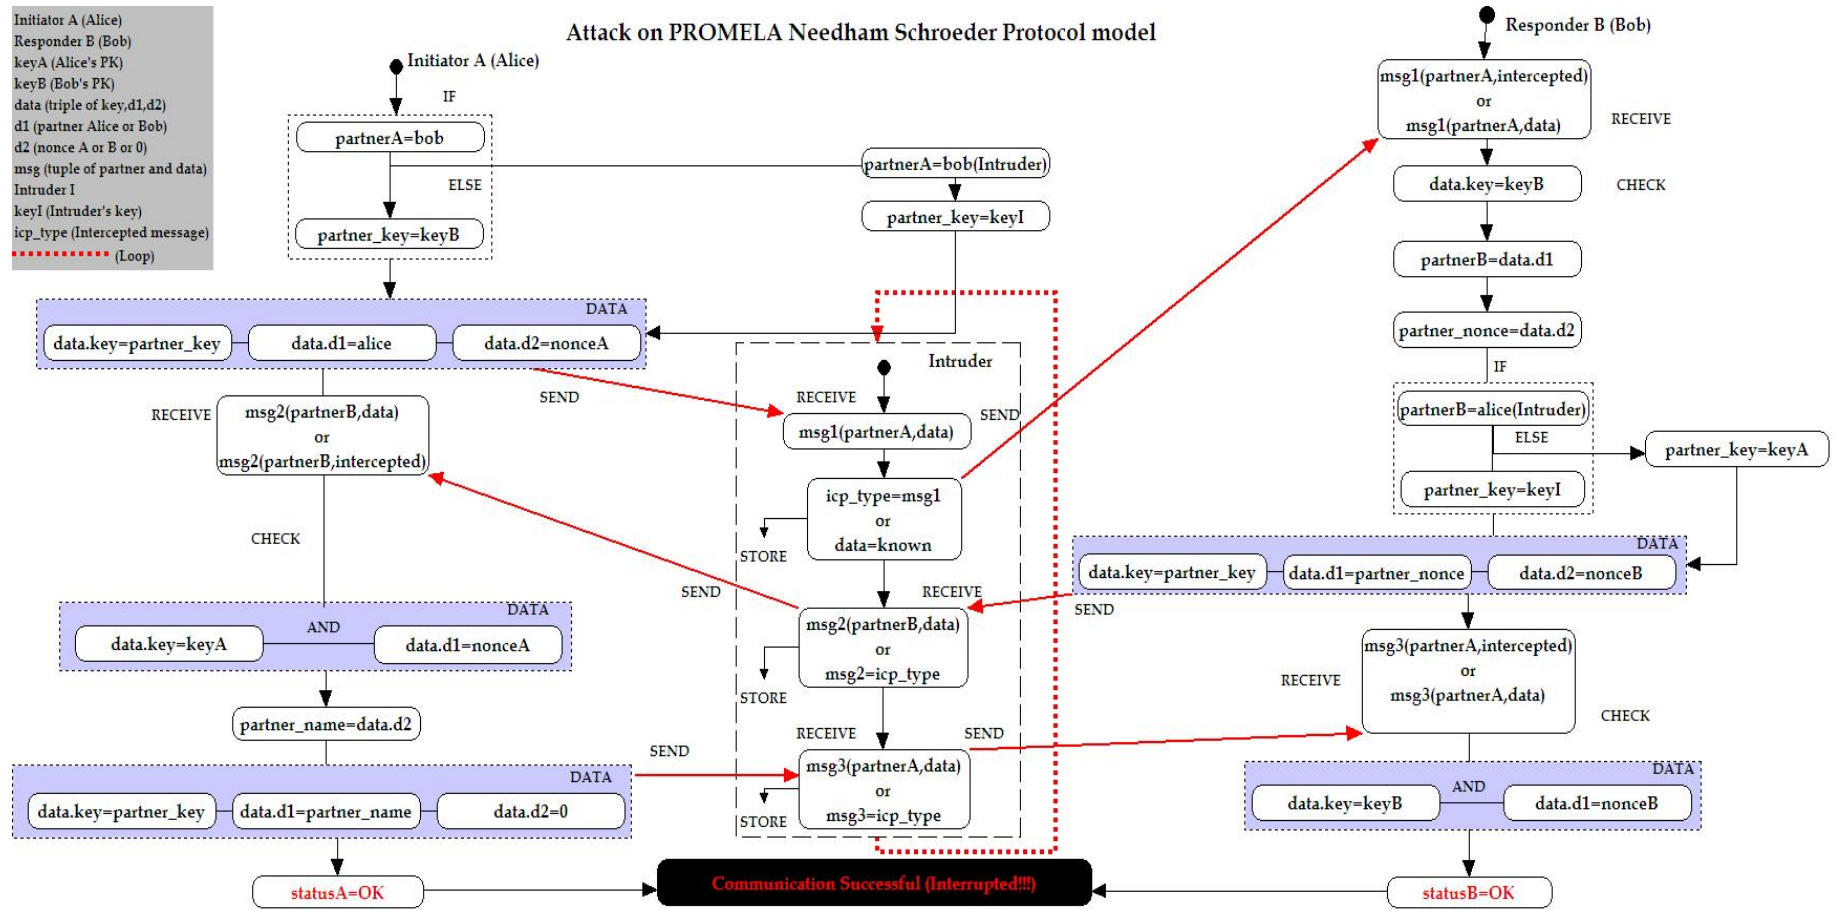 Initiator A (Alice)
Responder B (Bob)
keyA (Alice's PK)
keyB (Bob's PK)
data (triple of key,d1,d2)
d1 (partner Alice or Bob)
d2 (nonce A or B or 0)
msg (tuple of partner and data)
Intruder I
keyI (Intruder's key)
icp_type (Intercepted message)
(Loop)
Attack on PROMELA Needham Schroeder Protocol model
Initiator A (Alice)
IF
partnerA=bob
ELSE
partner_key=keyB
partnerA=bob(Intruder)
partner_key=keyI
DATA
data.key=partner_key
data.d1=alice
data.d2=nonceA
SEND
RECEIVE
msg2(partnerB,data)
or
msg2(partnerB,intercepted)
CHECK
DATA
data.key=keyA
AND
data.d1=nonceA
partner_name=data.d2
DATA
data.key=partner_key
data.d1=partner_name
data.d2=0
SEND
statusA=OK
Intruder
RECEIVE
msg1(partnerA,data)
SEND
icp_type=msg1
or
data=known
STORE
SEND
RECEIVE
msg2(partnerB,data)
or
msg2=icp_type
STORE
RECEIVE
SEND
msg3(partnerA,data)
or
msg3=icp_type
STORE
Communication Successful (Interrupted!!!)
Responder B (Bob)
msg1(partnerA,intercepted)
or
msg1(partnerA,data)
RECEIVE
data.key=keyB
CHECK
partnerB=data.d1
partner_nonce=data.d2
IF
partnerB=alice(Intruder)
ELSE
partner_key=keyA
partner_key=keyI
DATA
data.key=partner_key
data.d1=partner_nonce
data.d2=nonceB
SEND
msg3(partnerA,intercepted)
or
msg3(partnerA,data)
RECEIVE
CHECK
DATA
data.key=keyB
AND
data.d1=nonceB
statusB=OK